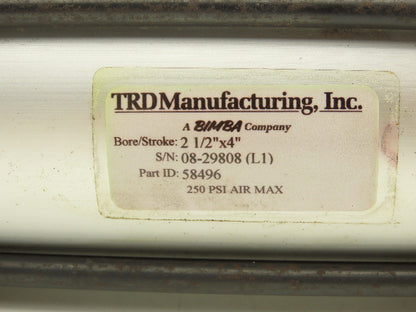 TRD Manufacturing, Inc.
A BIMBA Company
Bore/Stroke: 2 1/2"x4"
S/N: 08-29808 (L1)
Part ID: 58496
250 PSI AIR MAX